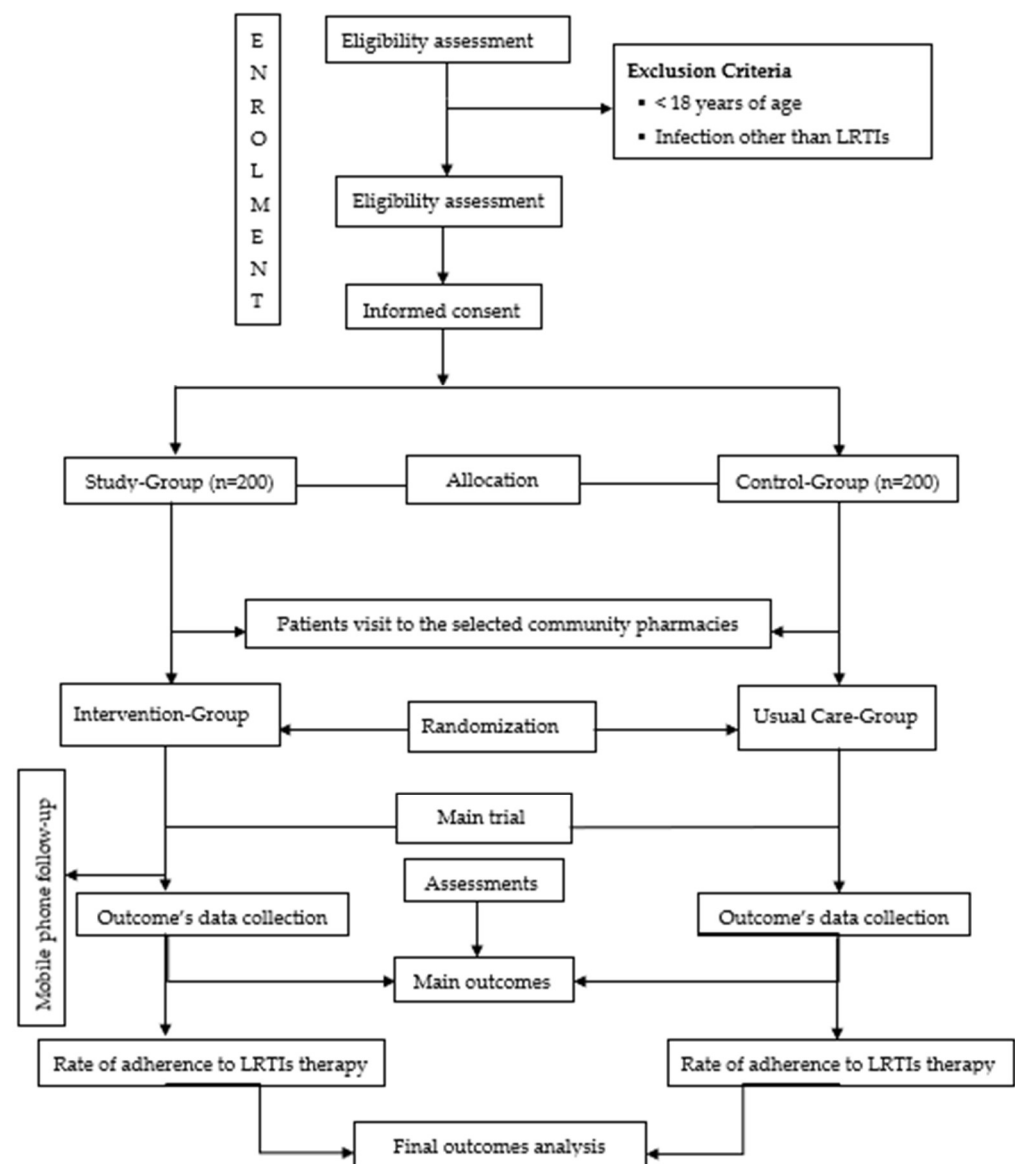 ENROLMENT
Eligibility assessment
Exclusion Criteria
▪ < 18 years of age
▪ Infection other than LRTIs
Eligibility assessment
Informed consent
Study-Group (n=200)
Allocation
Control-Group (n=200)
Patients visit to the selected community pharmacies
Intervention-Group
Randomization
Usual Care-Group
Mobile phone follow-up
Main trial
Assessments
Outcome's data collection
Outcome's data collection
Main outcomes
Rate of adherence to LRTIs therapy
Rate of adherence to LRTIs therapy
Final outcomes analysis